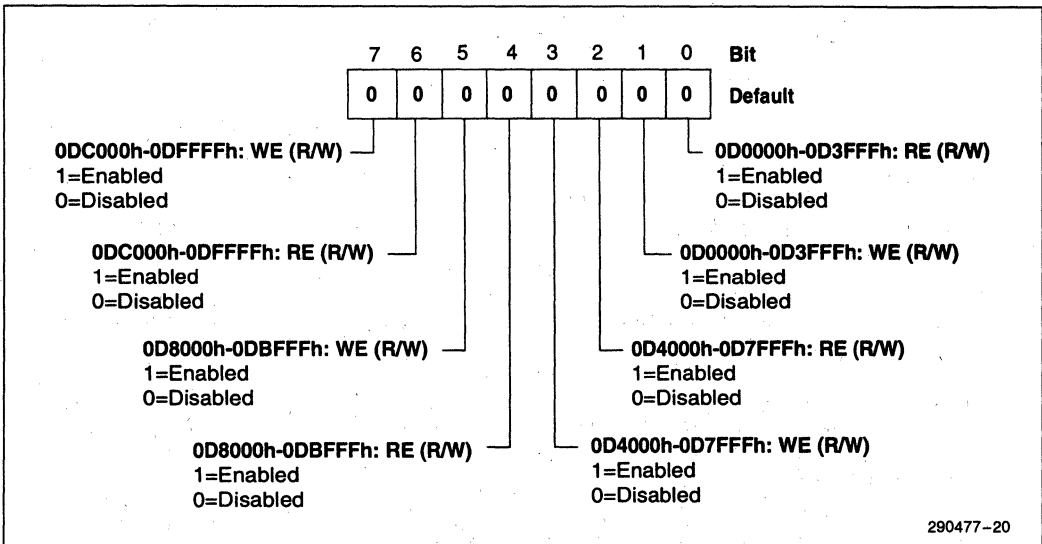 7 6 5 4 3 2 1 0 Bit
0 0 0 0 0 0 0 0 Default
0DC000h-0DFFFFh: WE (R/W)
1=Enabled
0=Disabled
0D0000h-0D3FFFh: RE (R/W)
1=Enabled
0=Disabled
0DC000h-0DFFFFh: RE (R/W)
1=Enabled
0=Disabled
0D0000h-0D3FFFh: WE (R/W)
1=Enabled
0=Disabled
0D8000h-0DBFFFh: WE (R/W)
1=Enabled
0=Disabled
0D4000h-0D7FFFh: RE (R/W)
1=Enabled
0=Disabled
0D8000h-0DBFFFh: RE (R/W)
1=Enabled
0=Disabled
0D4000h-0D7FFFh: WE (R/W)
1=Enabled
0=Disabled
290477-20